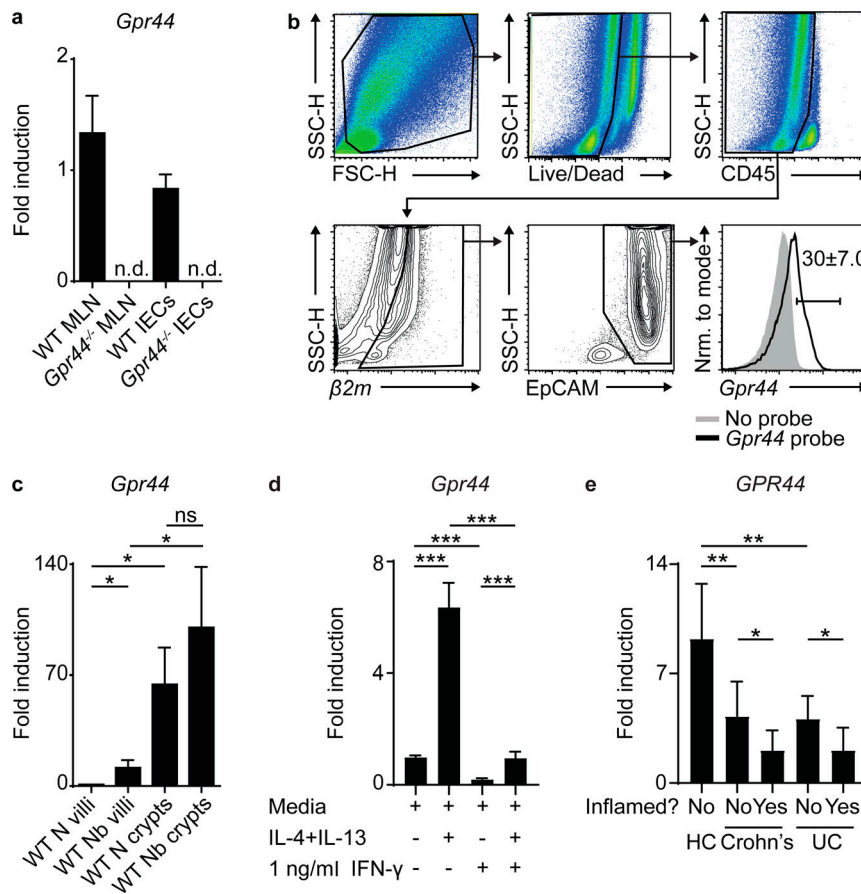 a
Gpr44
Fold induction
2
1
0
n.d.
n.d.
WT MLN
Gpr44-/- MLN
WT IECs
Gpr44-/- IECs
b
SSC-H
FSC-H
SSC-H
Live/Dead
SSC-H
CD45
SSC-H
β2m
SSC-H
EpCAM
Nrm. to mode
30±7.0
Gpr44
No probe
Gpr44 probe
c
Gpr44
ns
*
*
*
Fold induction
140
70
0
WT N villi
WT Nb villi
WT N crypts
WT Nb crypts
d
Gpr44
***
***
***
***
Fold induction
8
4
0
Media + + + +
IL-4+IL-13 - + - +
1 ng/ml IFN-γ - - + +
e
GPR44
**
**
*
*
Fold induction
14
7
0
Inflamed? No No Yes No Yes
HC Crohn's UC